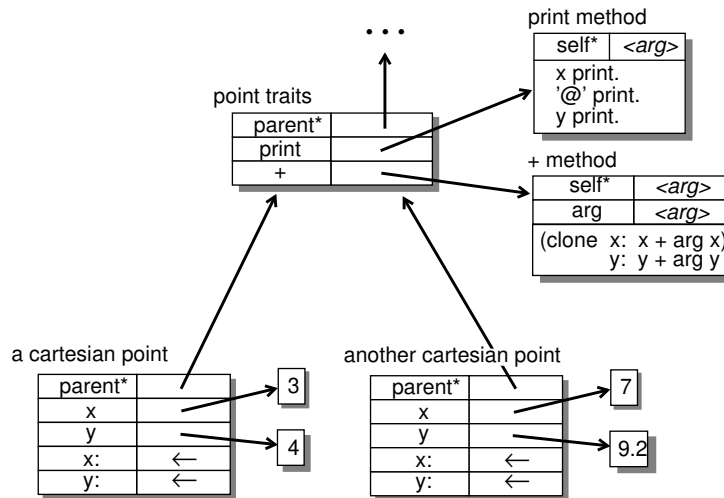 • • •
print method
self* <arg>
x print.
'@' print.
y print.
point traits
parent*
print
+
+ method
self* <arg>
arg <arg>
(clone x: x + arg x)
y: y + arg y
a cartesian point
parent*
x
y
x: ←
y: ←
3
4
another cartesian point
parent*
x
y
x: ←
y: ←
7
9.2